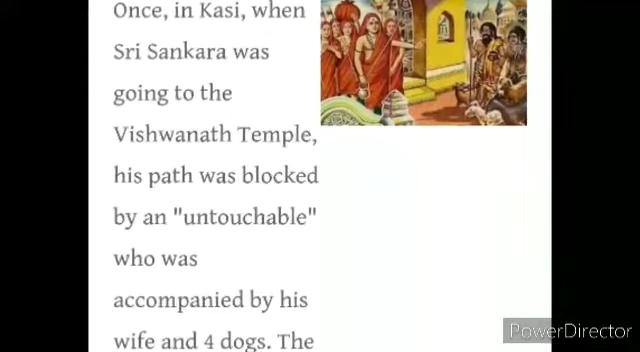 Once, in Kasi, when
Sri Sankara was
going to the
Vishwanath Temple,
his path was blocked
by an "untouchable"
who was
accompanied by his
wife and 4 dogs. The
PowerDirector